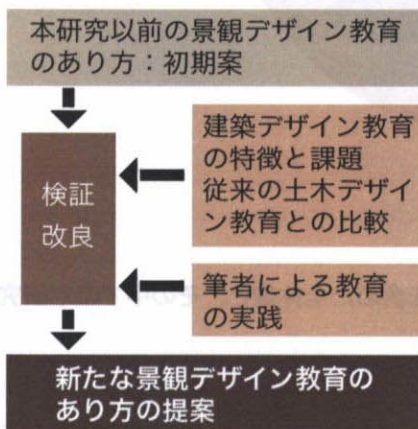 本研究以前の景観デザイン教育
のあり方：初期案
建築デザイン教育
の特徴と課題
従来の土木デザイ
ン教育との比較
検証
改良
筆者による教育
の実践
新たな景観デザイン教育の
あり方の提案